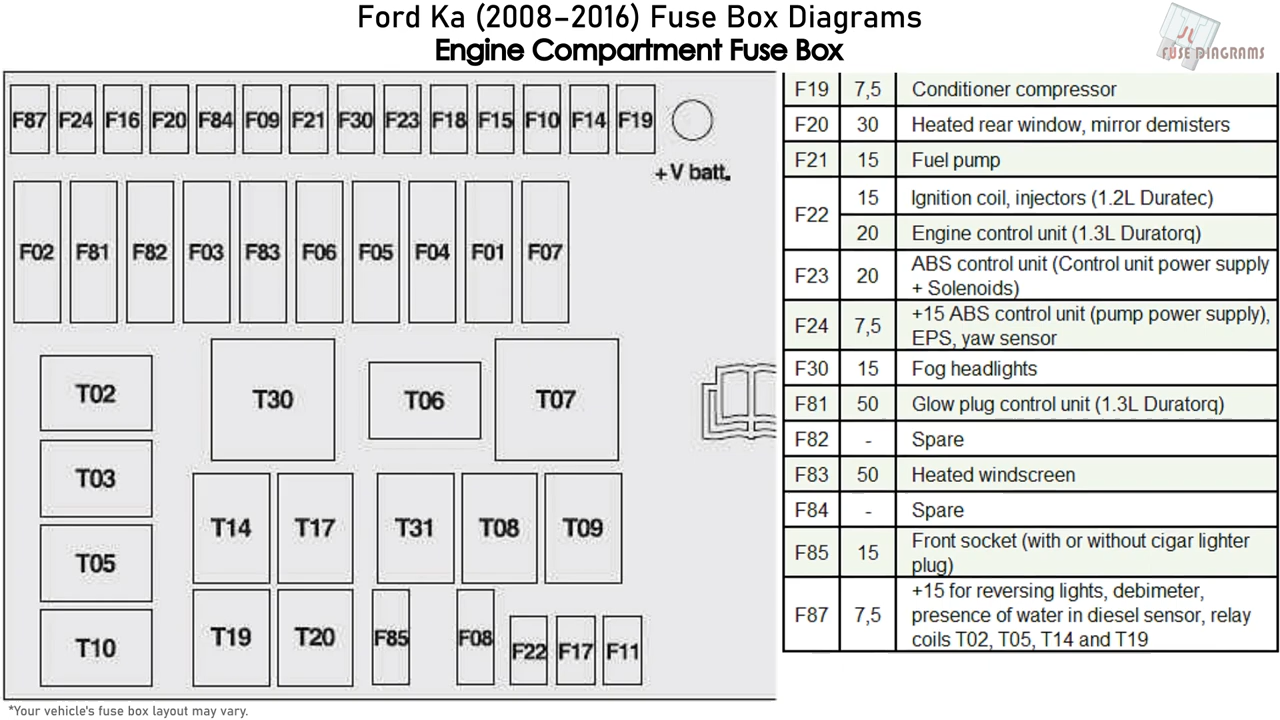 Ford Ka (2008-2016) Fuse Box Diagrams
Engine Compartment Fuse Box
JL
FUSE DIAGRAMS
F87 F24 F16 F20 F84 F09 F21 F30 F23 F18 F15 F10 F14 F19
+V batt.
F02 F81 F82 F03 F83 F06 F05 F04 F01 F07
T02 T30 T06 T07
T03
T14 T17 T31 T08 T09
T05
T19 T20 F85 F08 F22 F17 F11
T10
F19 7,5 Conditioner compressor
F20 30 Heated rear window, mirror demisters
F21 15 Fuel pump
F22 15 Ignition coil, injectors (1.2L Duratec)
20 Engine control unit (1.3L Duratorq)
F23 20 ABS control unit (Control unit power supply
+ Solenoids)
F24 7,5 +15 ABS control unit (pump power supply),
EPS, yaw sensor
F30 15 Fog headlights
F81 50 Glow plug control unit (1.3L Duratorq)
F82 - Spare
F83 50 Heated windscreen
F84 - Spare
F85 15 Front socket (with or without cigar lighter
plug)
F87 7,5 +15 for reversing lights, debimeter,
presence of water in diesel sensor, relay
coils T02, T05, T14 and T19
*Your vehicle's fuse box layout may vary.